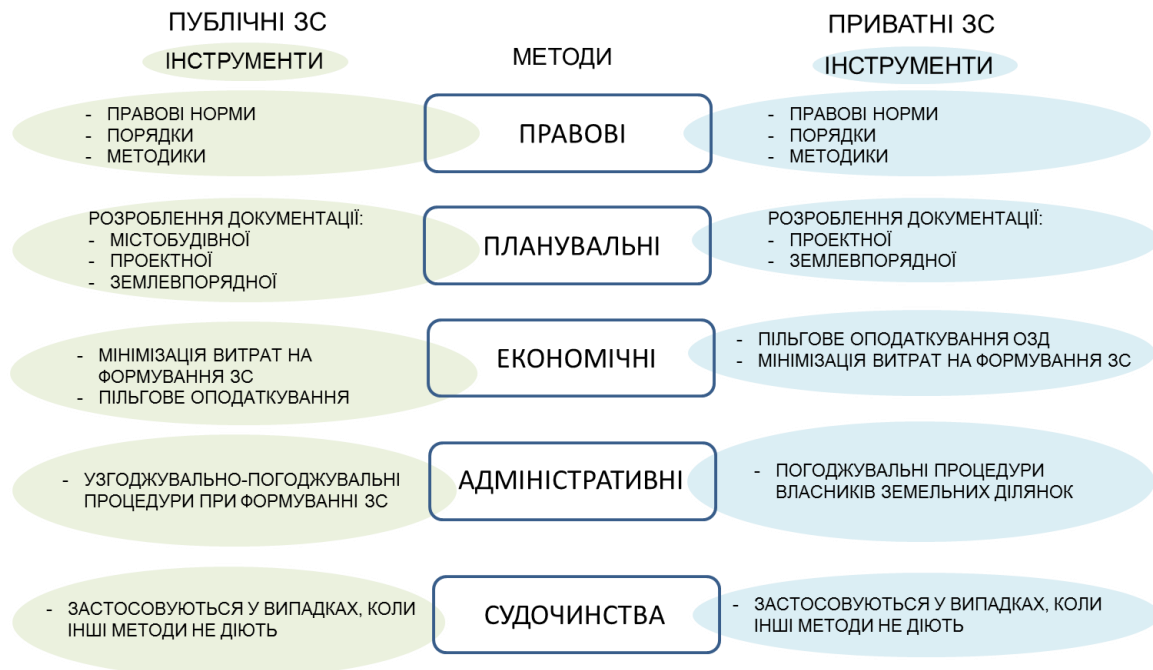 ПУБЛІЧНІ ЗС
ІНСТРУМЕНТИ
МЕТОДИ
ПРИВАТНІ ЗС
ІНСТРУМЕНТИ
- ПРАВОВІ НОРМИ
- ПОРЯДКИ
- МЕТОДИКИ
ПРАВОВІ
- ПРАВОВІ НОРМИ
- ПОРЯДКИ
- МЕТОДИКИ
РОЗРОБЛЕННЯ ДОКУМЕНТАЦІЇ:
- МІСТОБУДІВНОЇ
- ПРОЕКТНОЇ
- ЗЕМЛЕВПОРЯДНОЇ
ПЛАНУВАЛЬНІ
РОЗРОБЛЕННЯ ДОКУМЕНТАЦІЇ:
- ПРОЕКТНОЇ
- ЗЕМЛЕВПОРЯДНОЇ
- МІНІМІЗАЦІЯ ВИТРАТ НА
ФОРМУВАННЯ ЗС
- ПІЛЬГОВЕ ОПОДАТКУВАННЯ
ЕКОНОМІЧНІ
- ПІЛЬГОВЕ ОПОДАТКУВАННЯ ОЗД
- МІНІМІЗАЦІЯ ВИТРАТ НА ФОРМУВАННЯ ЗС
- УЗГОДЖУВАЛЬНО-ПОГОДЖУВАЛЬНІ
ПРОЦЕДУРИ ПРИ ФОРМУВАННІ ЗС
АДМІНІСТРАТИВНІ
- ПОГОДЖУВАЛЬНІ ПРОЦЕДУРИ
ВЛАСНИКІВ ЗЕМЕЛЬНИХ ДІЛЯНОК
- ЗАСТОСОВУЮТЬСЯ У ВИПАДКАХ, КОЛИ
ІНШІ МЕТОДИ НЕ ДІЮТЬ
СУДОЧИНСТВА
- ЗАСТОСОВУЮТЬСЯ У ВИПАДКАХ, КОЛИ
ІНШІ МЕТОДИ НЕ ДІЮТЬ